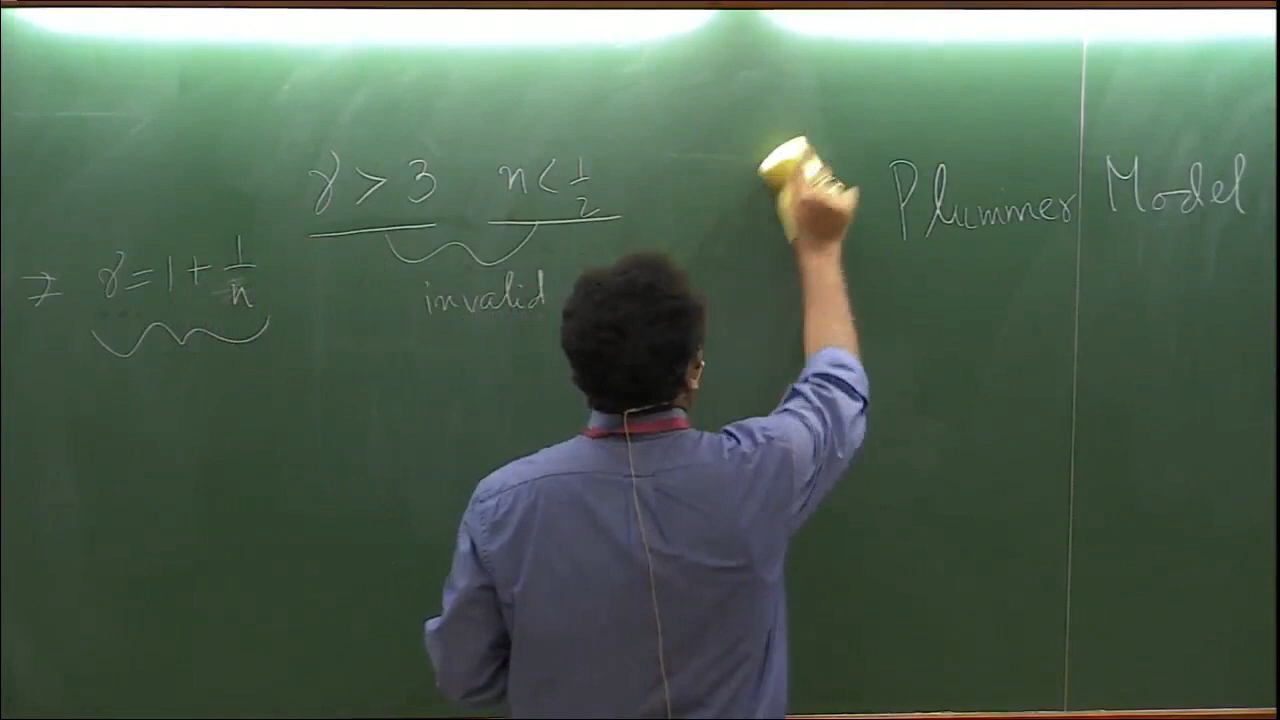 γ > 3    n < 1/2    Plummer Model
⇒ γ = 1 + 1/n
invalid